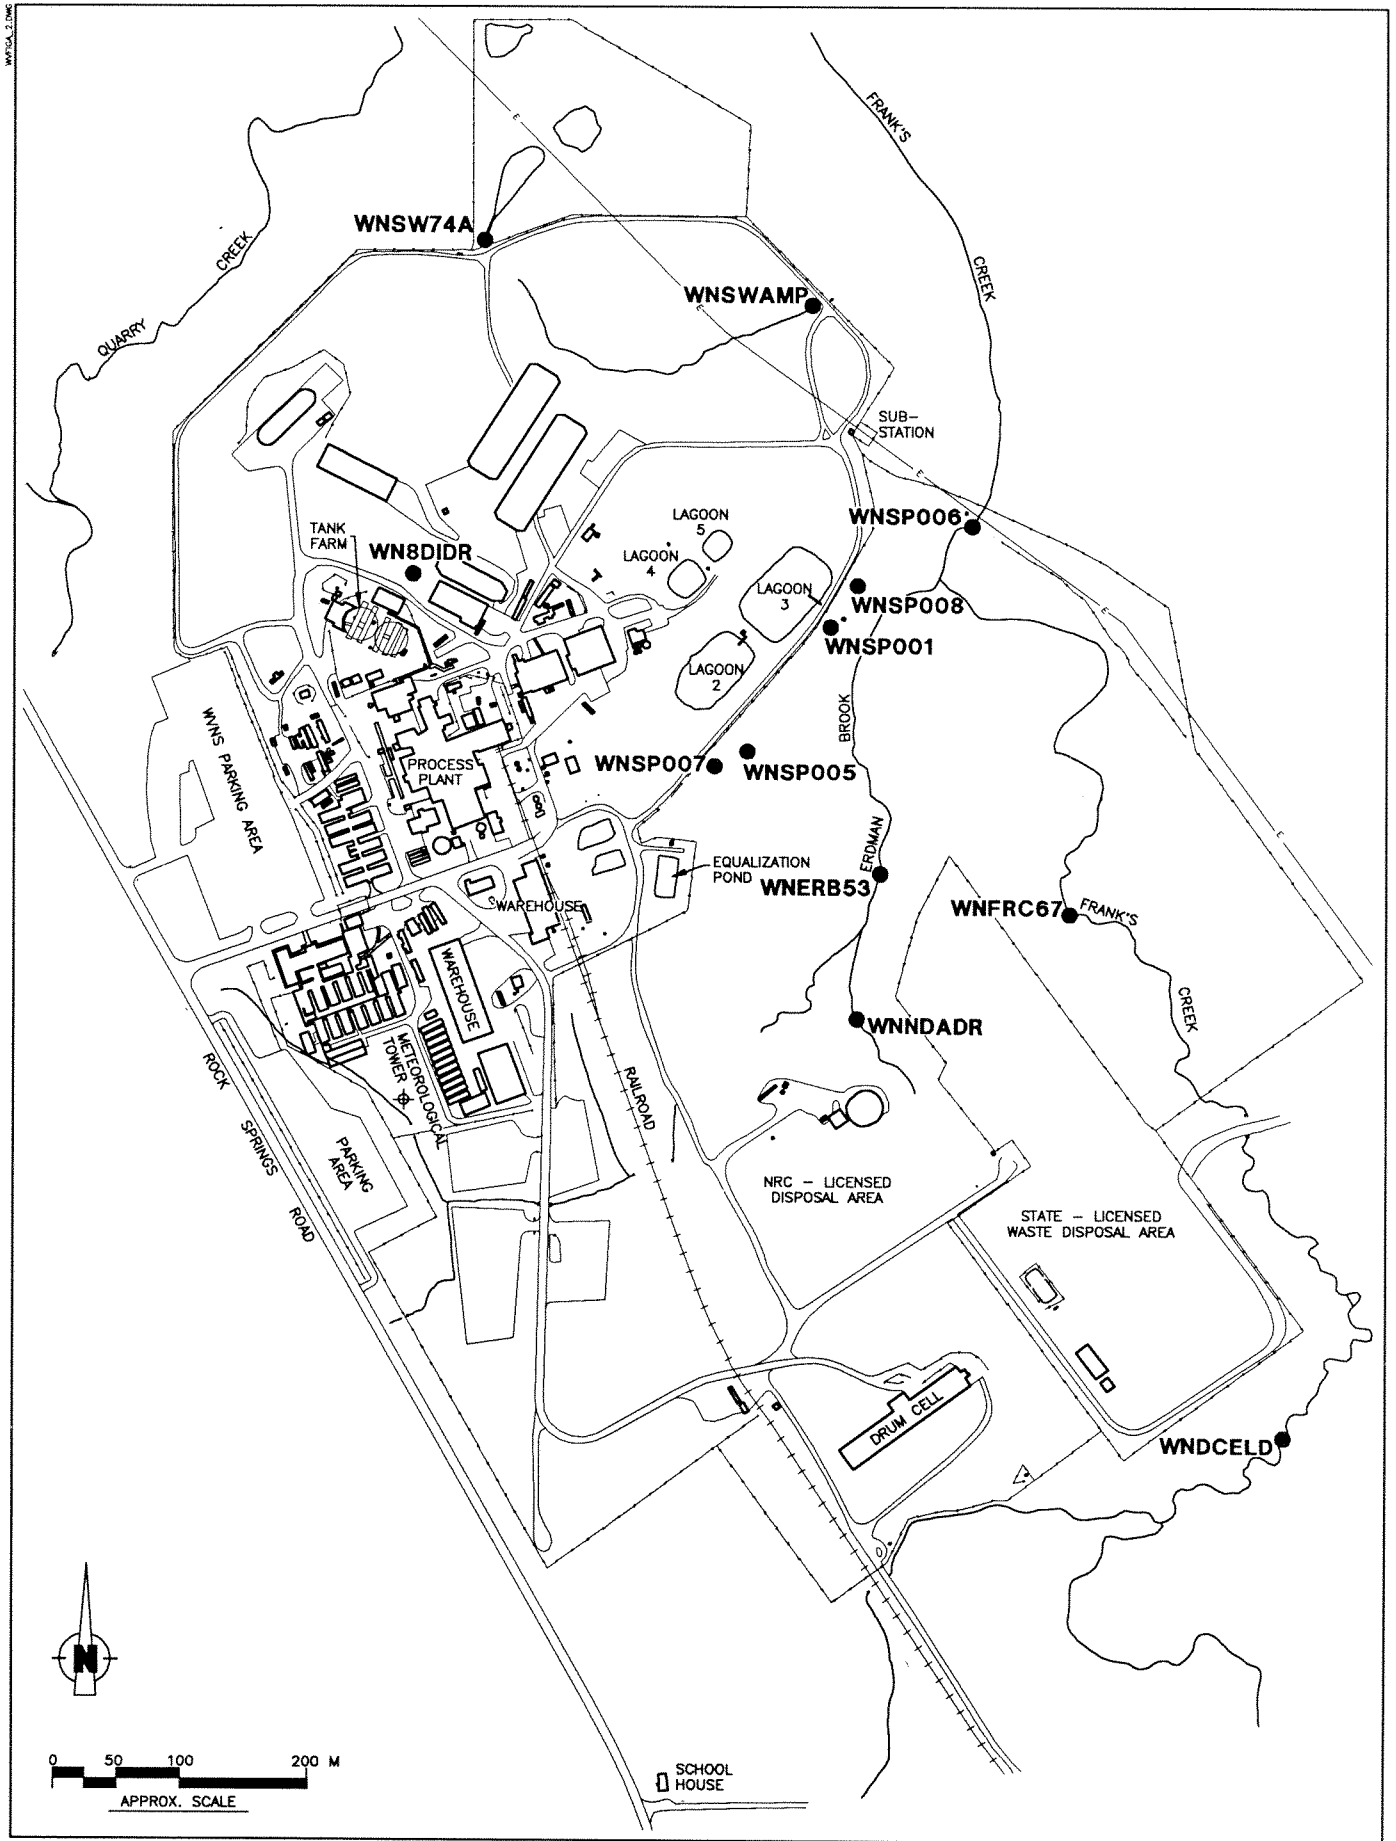 WVFIGA_2.DWG
FRANK'S
CREEK
WNSW74A
CREEK
QUARRY
WNSWAMP
SUB-
STATION
WNSP006
LAGOON
5
TANK
FARM
WN8DIDR
LAGOON
4
LAGOON
3
WNSP008
WNSP001
LAGOON
2
WVNS PARKING AREA
BROOK
PROCESS
PLANT
WNSP007
WNSP005
ERDMAN
EQUALIZATION
POND
WNERB53
WAREHOUSE
WNFRC67
FRANK'S
CREEK
WAREHOUSE
WNNDADR
METEOROLOGICAL
TOWER
RAILROAD
ROCK
SPRINGS
ROAD
PARKING
AREA
NRC - LICENSED
DISPOSAL AREA
STATE - LICENSED
WASTE DISPOSAL AREA
DRUM CELL
WNDCELD
N
0 50 100 200 M
APPROX. SCALE
SCHOOL
HOUSE
E
E
E
E
E